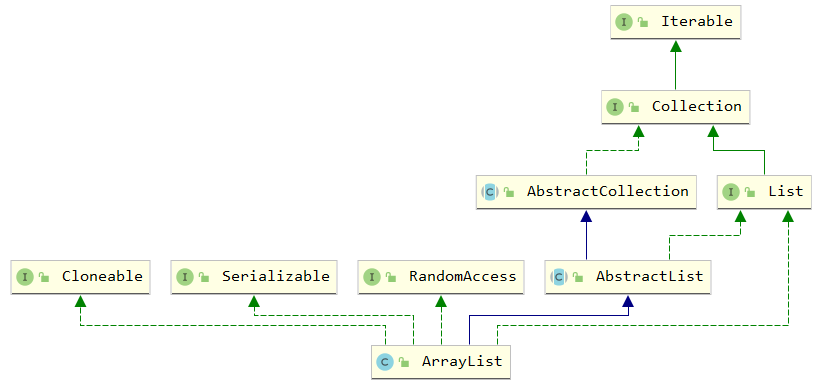 I Iterable
I Collection
C AbstractCollection
I List
I Cloneable
I Serializable
I RandomAccess
C AbstractList
C ArrayList